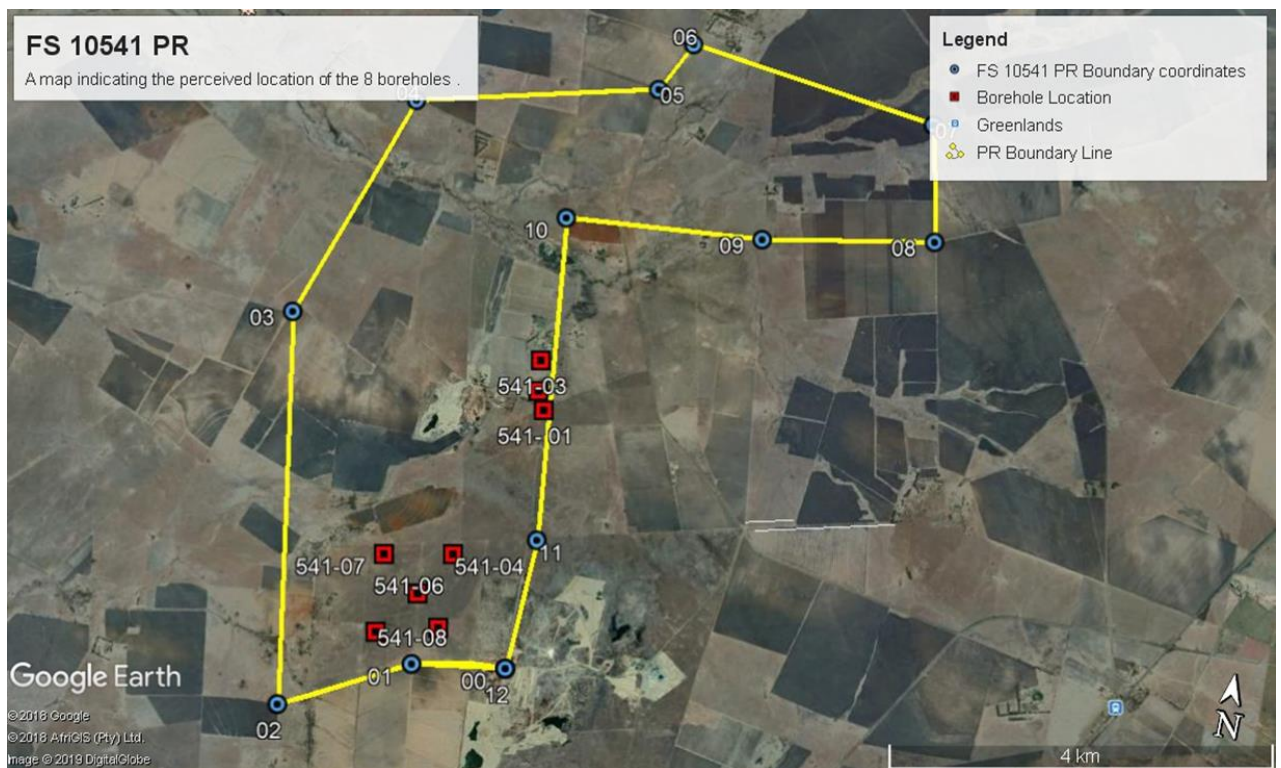 FS 10541 PR
A map indicating the perceived location of the 8 boreholes .
Legend
FS 10541 PR Boundary coordinates
Borehole Location
Greenlands
PR Boundary Line
06
04
05
07
10
09
08
03
541-03
541- 01
11
541-07
541-04
541-06
541-08
01
00
12
02
Google Earth
© 2018 Google
© 2018 AfriGIS (Pty) Ltd.
Image © 2019 DigitalGlobe
N
4 km